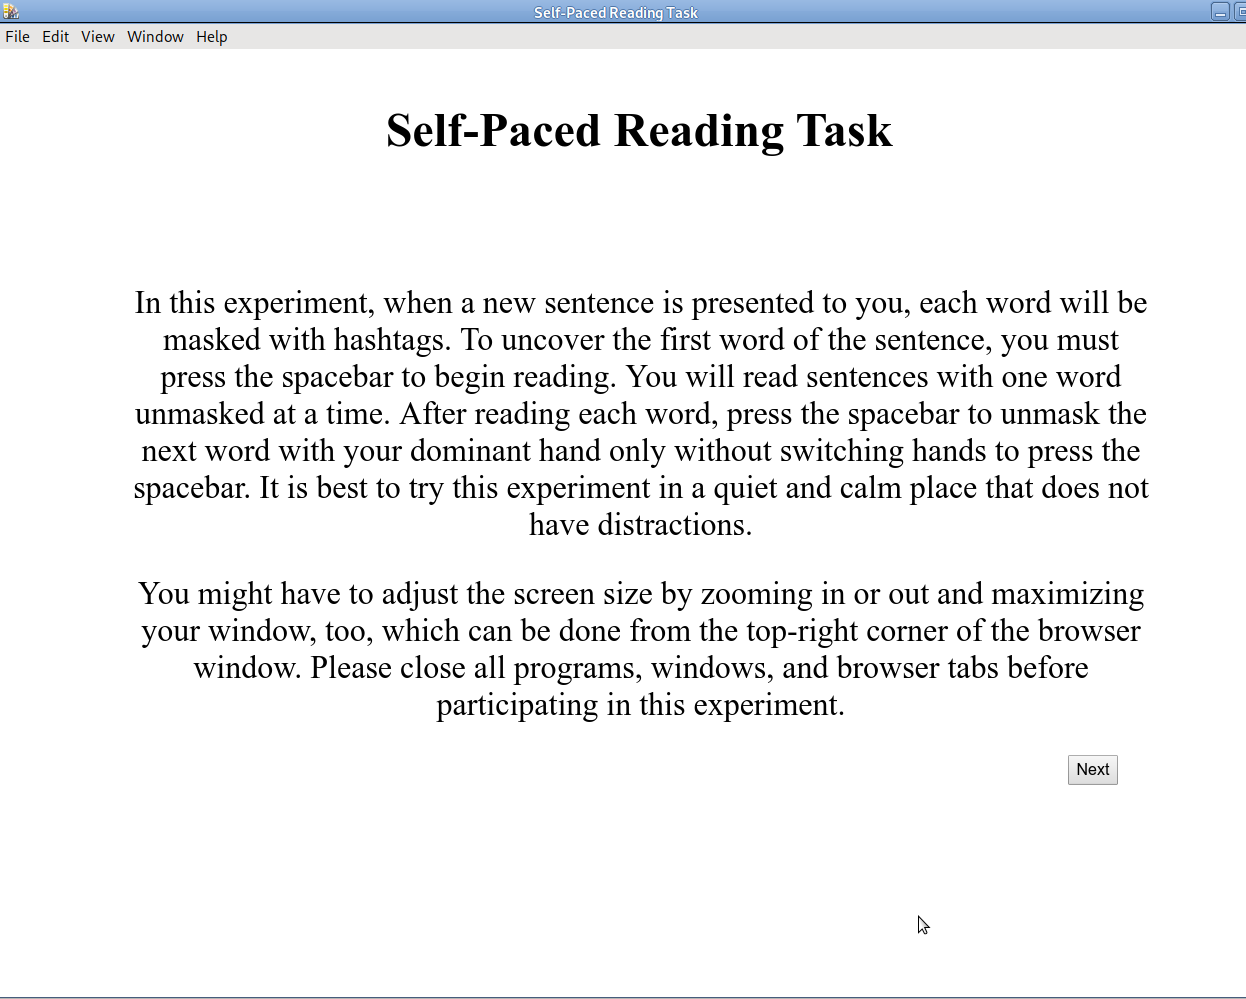 Self-Paced Reading Task
File Edit View Window Help
Self-Paced Reading Task
In this experiment, when a new sentence is presented to you, each word will be
masked with hashtags. To uncover the first word of the sentence, you must
press the spacebar to begin reading. You will read sentences with one word
unmasked at a time. After reading each word, press the spacebar to unmask the
next word with your dominant hand only without switching hands to press the
spacebar. It is best to try this experiment in a quiet and calm place that does not
have distractions.
You might have to adjust the screen size by zooming in or out and maximizing
your window, too, which can be done from the top-right corner of the browser
window. Please close all programs, windows, and browser tabs before
participating in this experiment.
Next